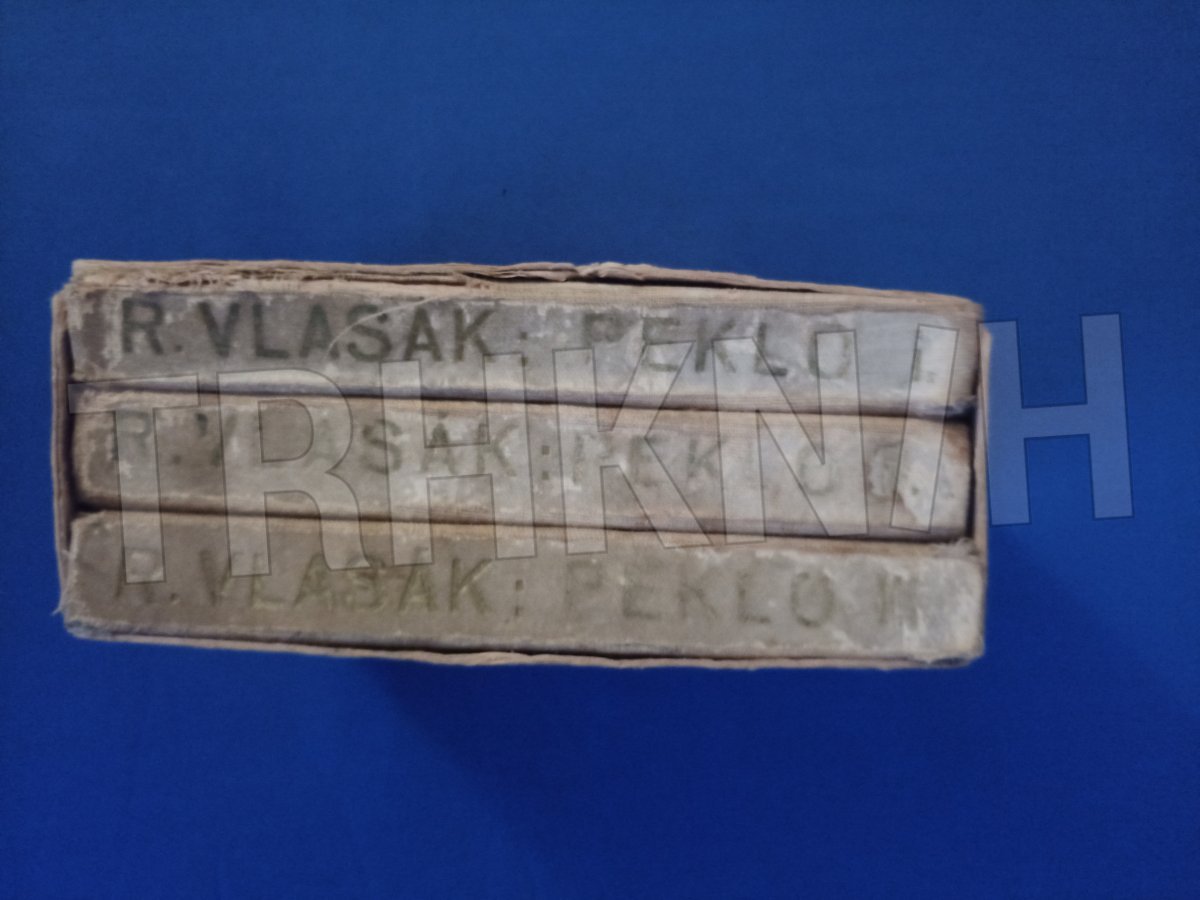 R. VLASAK: PEKLO I.
R. VLASAK: PEKLO
R. VLASAK: PEKLO III
TRHKNIH